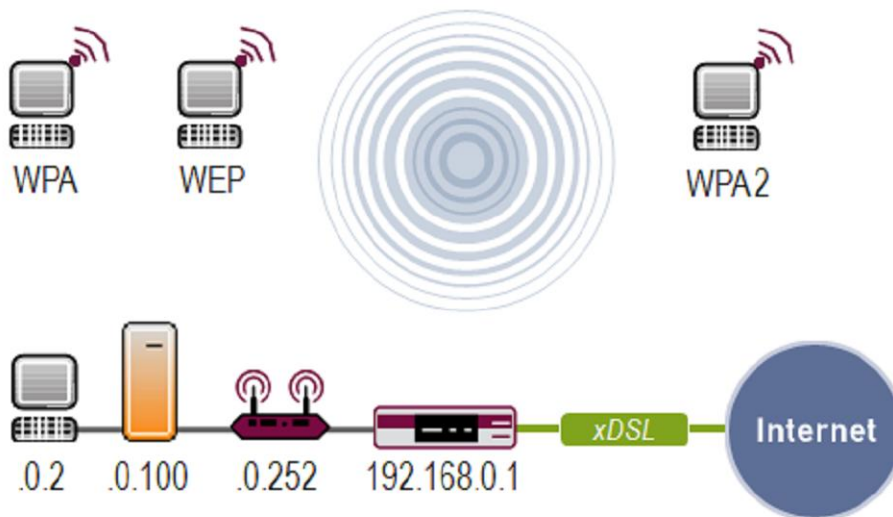 WPA
WEP
WPA2
xDSL
Internet
.0.2
.0.100
.0.252
192.168.0.1